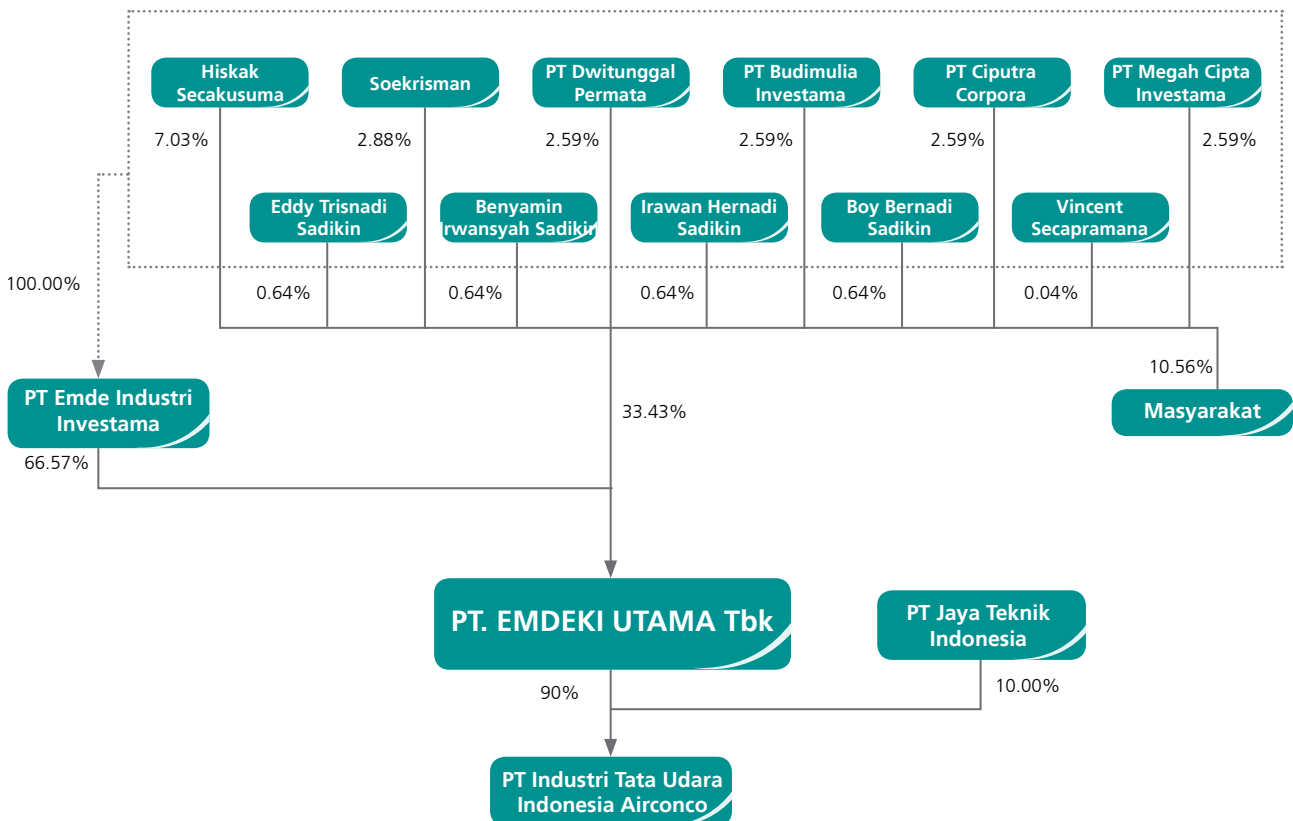 Hiskak
Secakusuma
Soekrisman
PT Dwitunggal
Permata
PT Budimulia
Investama
PT Ciputra
Corpora
PT Megah Cipta
Investama
7.03%
2.88%
2.59%
2.59%
2.59%
2.59%
Eddy Trisnadi
Sadikin
Benyamin
Irwansyah Sadikin
Irawan Hernadi
Sadikin
Boy Bernadi
Sadikin
Vincent
Secapramana
100.00%
0.64%
0.64%
0.64%
0.64%
0.04%
10.56%
PT Emde Industri
Investama
33.43%
Masyarakat
66.57%
PT. EMDEKI UTAMA Tbk
PT Jaya Teknik
Indonesia
90%
10.00%
PT Industri Tata Udara
Indonesia Airconco